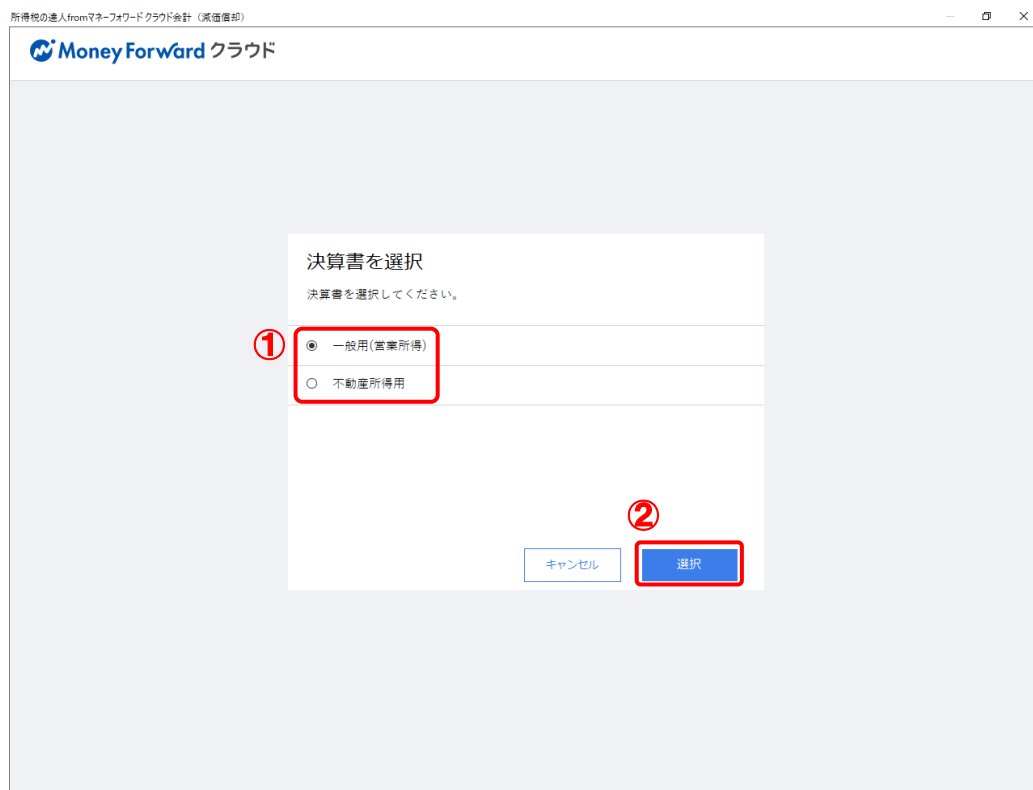 所得税の達人fromマネーフォワードクラウド会計（減価償却）
Money Forward クラウド
決算書を選択
決算書を選択してください。
① 一般用(営業所得)
不動産所得用
②
キャンセル 選択